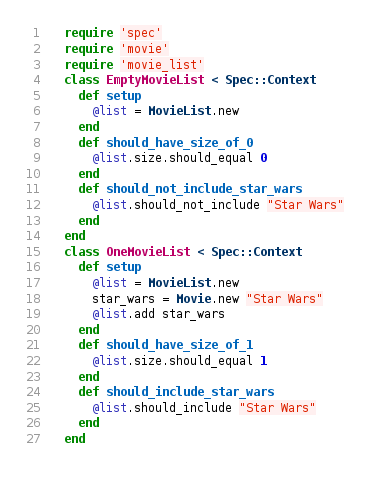 1 require 'spec'
2 require 'movie'
3 require 'movie_list'
4 class EmptyMovieList < Spec::Context
5   def setup
6     @list = MovieList.new
7   end
8   def should_have_size_of_0
9     @list.size.should_equal 0
10   end
11   def should_not_include_star_wars
12     @list.should_not_include "Star Wars"
13   end
14 end
15 class OneMovieList < Spec::Context
16   def setup
17     @list = MovieList.new
18     star_wars = Movie.new "Star Wars"
19     @list.add star_wars
20   end
21   def should_have_size_of_1
22     @list.size.should_equal 1
23   end
24   def should_include_star_wars
25     @list.should_include "Star Wars"
26   end
27 end